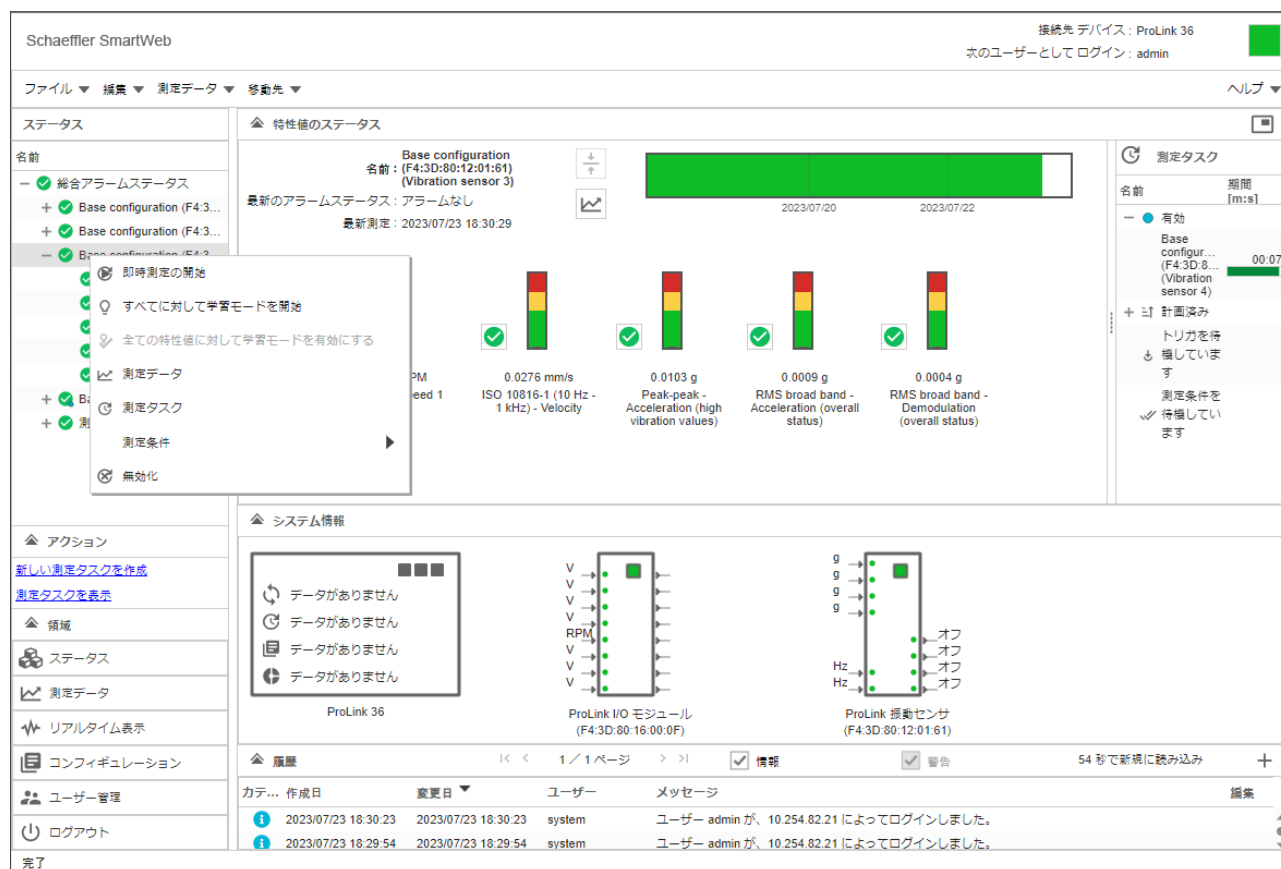 Schaeffler SmartWeb
接続先 デバイス : ProLink 36
次のユーザーとして ログイン : admin
ファイル 編集 測定データ 移動先 ヘルプ
ステータス
名前
総合アラームステータス
Base configuration (F4:3...
Base configuration (F4:3...
Base configuration (F4:3...
即時測定の開始
すべてに対して学習モードを開始
全ての特性値に対して学習モードを有効にする
測定データ
測定タスク
測定条件
無効化
アクション
新しい測定タスクを作成
測定タスクを表示
領域
ステータス
測定データ
リアルタイム表示
コンフィギュレーション
ユーザー管理
ログアウト
完了
特性値のステータス
名前 : Base configuration
(F4:3D:80:12:01:61)
(Vibration sensor 3)
最新のアラームステータス : アラームなし
最新測定 : 2023/07/23 18:30:29
2023/07/20 2023/07/22
0.0276 mm/s
ISO 10816-1 (10 Hz -
1 kHz) - Velocity
0.0103 g
Peak-peak -
Acceleration (high
vibration values)
0.0009 g
RMS broad band -
Acceleration (overall
status)
0.0004 g
RMS broad band -
Demodulation
(overall status)
測定タスク
名前 期間
[m:s]
有効
Base
configur...
(F4:3D:8...
(Vibration
sensor 4)
00:07
計画済み
トリガを待
機していま
す
測定条件を
待機してい
ます
システム情報
データがありません
データがありません
データがありません
データがありません
ProLink 36
V
V
V
V
RPM
V
V
V
ProLink I/O モジュール
(F4:3D:80:16:00:0F)
g
g
g
g
Hz
Hz
オフ
オフ
オフ
オフ
ProLink 振動センサ
(F4:3D:80:12:01:61)
履歴 1 / 1 ページ 情報 警告 54 秒で新規に読み込み
カテ... 作成日 変更日 ユーザー メッセージ 編集
2023/07/23 18:30:23 2023/07/23 18:30:23 system ユーザー admin が、10.254.82.21 によってログインしました。
2023/07/23 18:29:54 2023/07/23 18:29:54 system ユーザー admin が、10.254.82.21 によってログインしました。